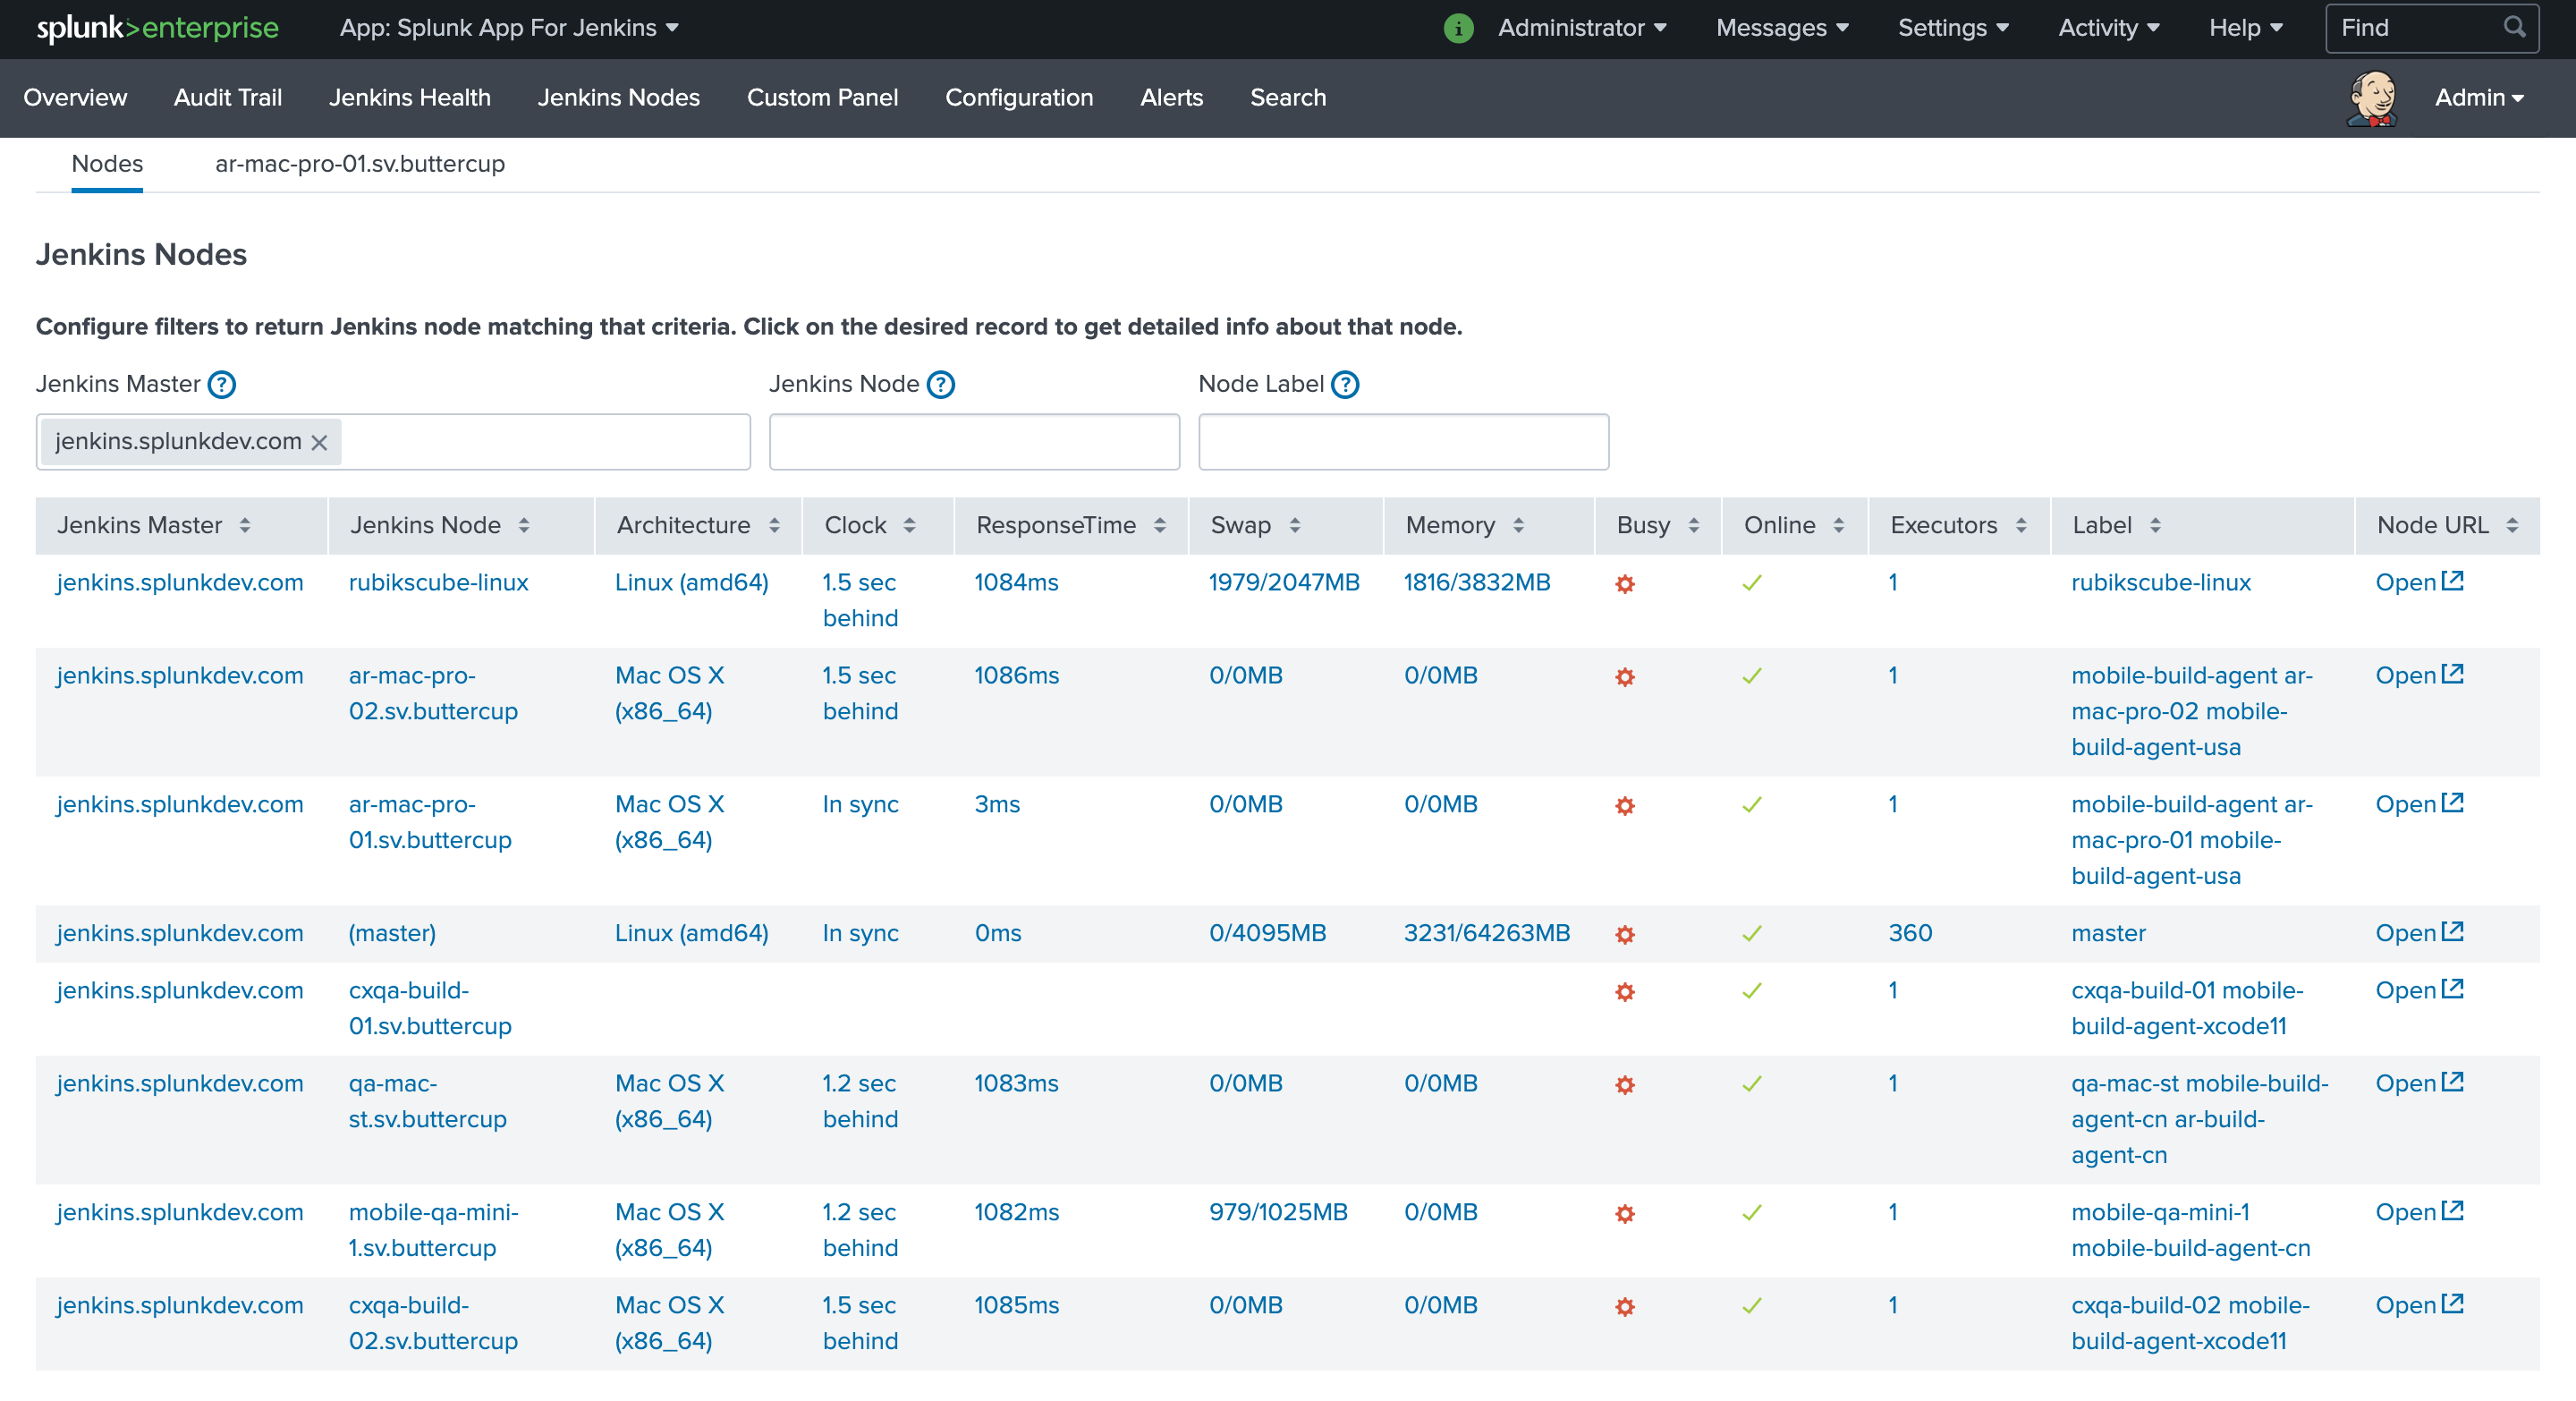 splunk>enterprise App: Splunk App For Jenkins i Administrator Messages Settings Activity Help Find
Overview Audit Trail Jenkins Health Jenkins Nodes Custom Panel Configuration Alerts Search Admin
Nodes ar-mac-pro-01.sv.buttercup
Jenkins Nodes
Configure filters to return Jenkins node matching that criteria. Click on the desired record to get detailed info about that node.
Jenkins Master ? Jenkins Node ? Node Label ?
jenkins.splunkdev.com
Jenkins Master Jenkins Node Architecture Clock ResponseTime Swap Memory Busy Online Executors Label Node URL
jenkins.splunkdev.com rubikscube-linux Linux (amd64) 1.5 sec 1084ms 1979/2047MB 1816/3832MB 1 rubikscube-linux Open
behind
jenkins.splunkdev.com ar-mac-pro- Mac OS X 1.5 sec 1086ms 0/0MB 0/0MB 1 mobile-build-agent ar- Open
02.sv.buttercup (x86_64) behind mac-pro-02 mobile-
build-agent-usa
jenkins.splunkdev.com ar-mac-pro- Mac OS X In sync 3ms 0/0MB 0/0MB 1 mobile-build-agent ar- Open
01.sv.buttercup (x86_64) mac-pro-01 mobile-
build-agent-usa
jenkins.splunkdev.com (master) Linux (amd64) In sync 0ms 0/4095MB 3231/64263MB 360 master Open
jenkins.splunkdev.com cxqa-build- 1 cxqa-build-01 mobile- Open
01.sv.buttercup build-agent-xcode11
jenkins.splunkdev.com qa-mac- Mac OS X 1.2 sec 1083ms 0/0MB 0/0MB 1 qa-mac-st mobile-build- Open
st.sv.buttercup (x86_64) behind agent-cn ar-build-
agent-cn
jenkins.splunkdev.com mobile-qa-mini- Mac OS X 1.2 sec 1082ms 979/1025MB 0/0MB 1 mobile-qa-mini-1 Open
1.sv.buttercup (x86_64) behind mobile-build-agent-cn
jenkins.splunkdev.com cxqa-build- Mac OS X 1.5 sec 1085ms 0/0MB 0/0MB 1 cxqa-build-02 mobile- Open
02.sv.buttercup (x86_64) behind build-agent-xcode11